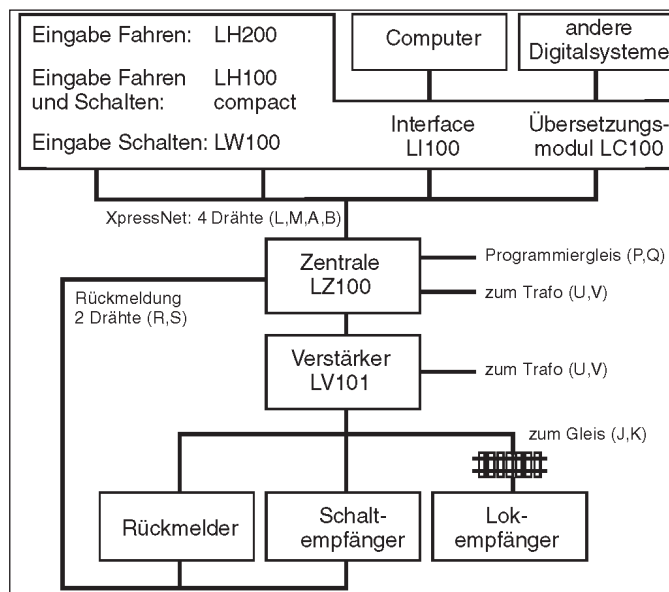 Eingabe Fahren: LH200
Eingabe Fahren LH100
und Schalten: compact
Eingabe Schalten: LW100
Computer
andere
Digitalsysteme
Interface
LI100
Übersetzungs-
modul LC100
XpressNet: 4 Drähte (L,M,A,B)
Zentrale
LZ100
Programmiergleis (P,Q)
zum Trafo (U,V)
Rückmeldung
2 Drähte (R,S)
Verstärker
LV101
zum Trafo (U,V)
zum Gleis (J,K)
Rückmelder
Schalt-
empfänger
Lok-
empfänger